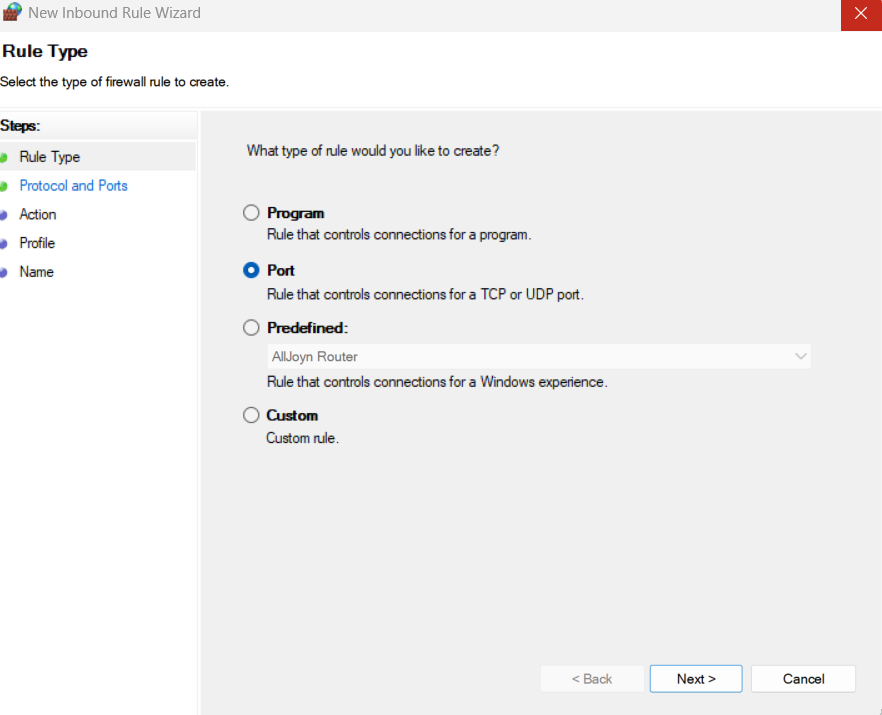 New Inbound Rule Wizard
Rule Type
Select the type of firewall rule to create.
Steps:
Rule Type
Protocol and Ports
Action
Profile
Name
What type of rule would you like to create?
Program
Rule that controls connections for a program.
Port
Rule that controls connections for a TCP or UDP port.
Predefined:
AllJoyn Router
Rule that controls connections for a Windows experience.
Custom
Custom rule.
< Back
Next >
Cancel